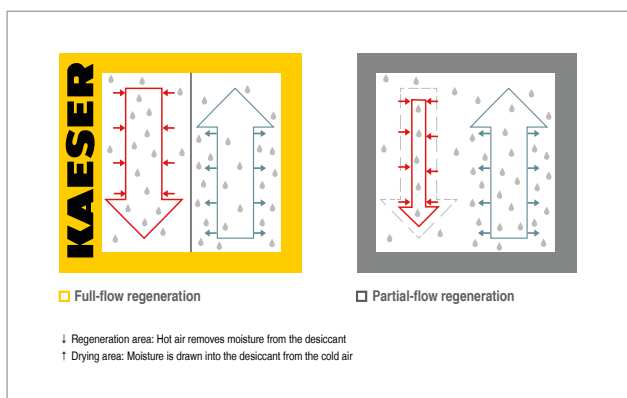 KAESER
Full-flow regeneration
Partial-flow regeneration
↓ Regeneration area: Hot air removes moisture from the desiccant
↑ Drying area: Moisture is drawn into the desiccant from the cold air